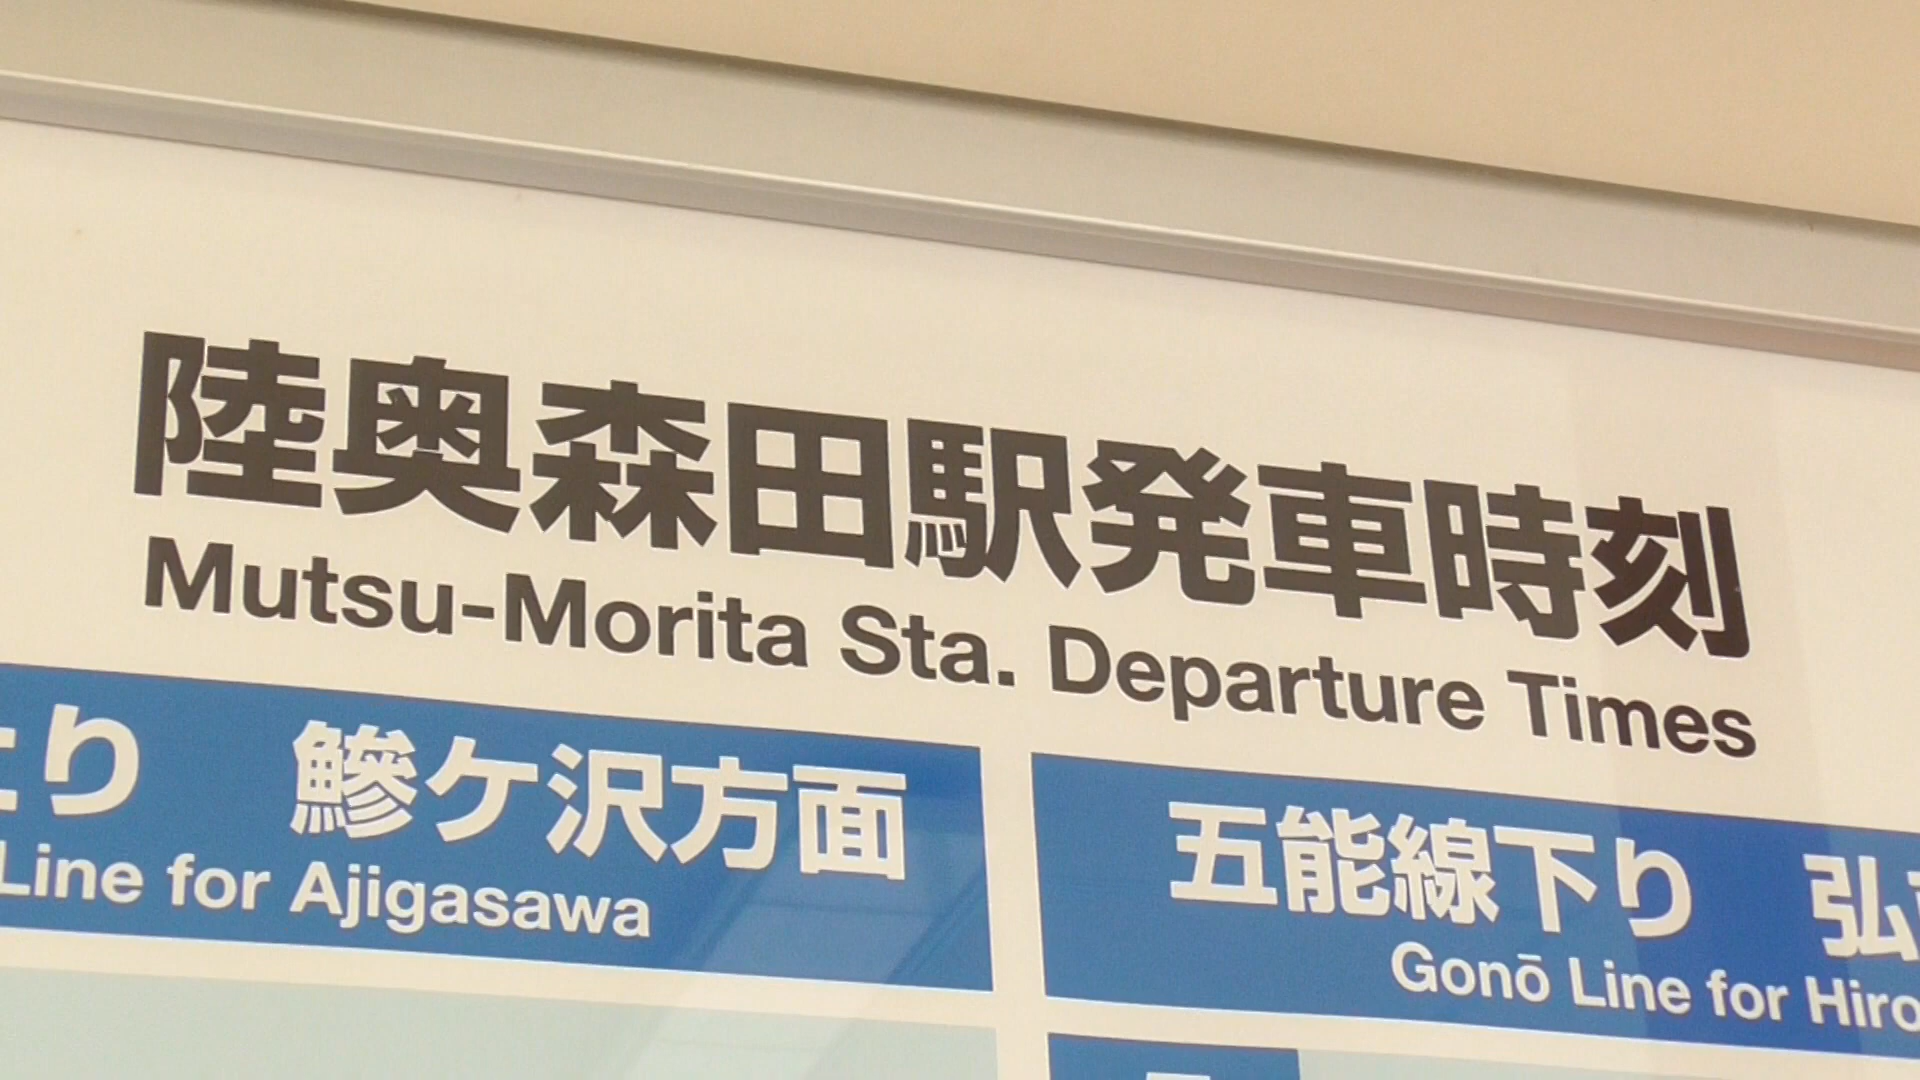 陸奥森田駅発車時刻
Mutsu-Morita Sta. Departure Times
り 鰺ケ沢方面
Line for Ajigasawa
五能線下り 弘
Gonō Line for Hiro